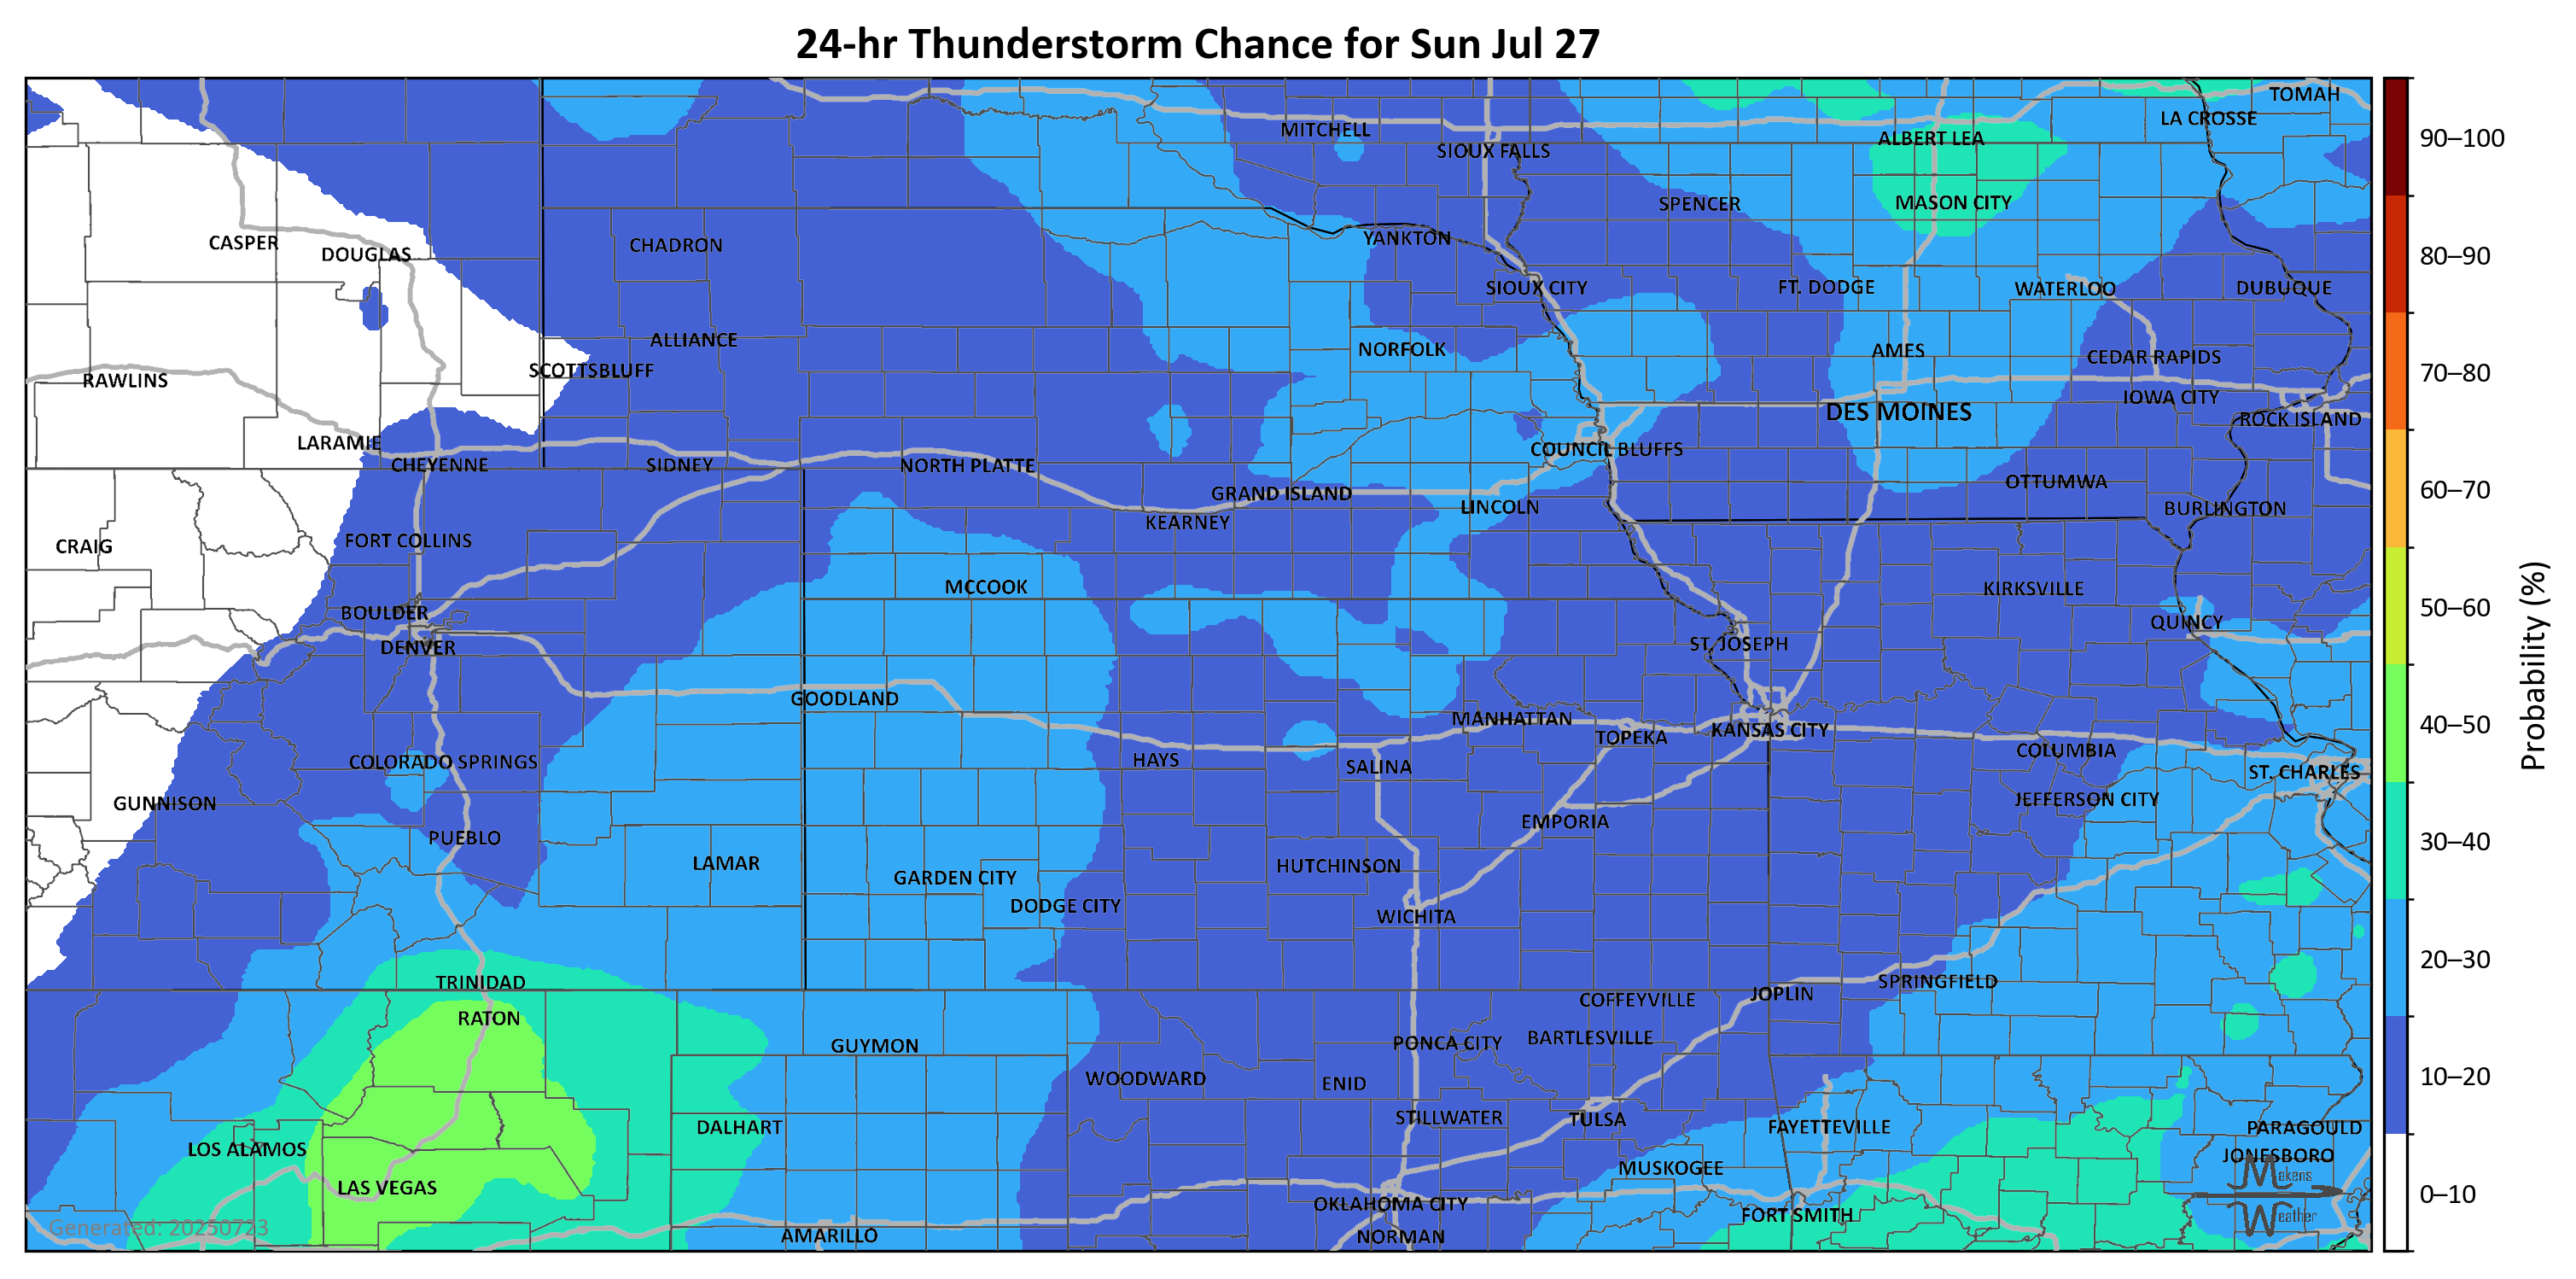 24-hr Thunderstorm Chance for Sun Jul 27
TOMAH
LA CROSSE
MITCHELL
ALBERT LEA
SIOUX FALLS
SPENCER
MASON CITY
CASPER
DOUGLAS
CHADRON
YANKTON
SIOUX CITY
FT. DODGE
WATERLOO
DUBUQUE
ALLIANCE
NORFOLK
AMES
CEDAR RAPIDS
SCOTTSBLUFF
RAWLINS
IOWA CITY
DES MOINES
ROCK ISLAND
LARAMIE
COUNCIL BLUFFS
CHEYENNE
SIDNEY
NORTH PLATTE
OTTUMWA
GRAND ISLAND
LINCOLN
BURLINGTON
KEARNEY
CRAIG
FORT COLLINS
MCCOOK
KIRKSVILLE
BOULDER
QUINCY
DENVER
ST. JOSEPH
GOODLAND
MANHATTAN
TOPEKA
KANSAS CITY
COLUMBIA
COLORADO SPRINGS
HAYS
SALINA
ST. CHARLES
GUNNISON
JEFFERSON CITY
EMPORIA
PUEBLO
LAMAR
HUTCHINSON
GARDEN CITY
DODGE CITY
WICHITA
TRINIDAD
SPRINGFIELD
JOPLIN
COFFEYVILLE
RATON
GUYMON
PONCA CITY
BARTLESVILLE
WOODWARD
ENID
STILLWATER
TULSA
DALHART
FAYETTEVILLE
PARAGOULD
LOS ALAMOS
JONESBORO
MUSKOGEE
LAS VEGAS
OKLAHOMA CITY
FORT SMITH
AMARILLO
NORMAN
Generated: 20250723
Makens
Weather
90–100
80–90
70–80
60–70
50–60
40–50
30–40
20–30
10–20
0–10
Probability (%)